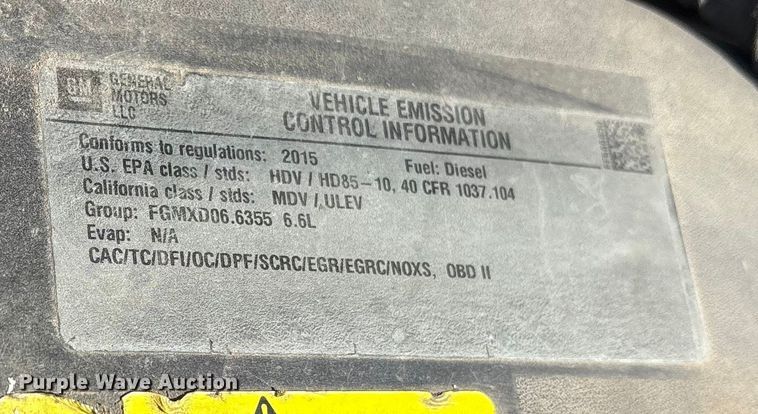 GM
GENERAL
MOTORS
LLC
VEHICLE EMISSION
CONTROL INFORMATION
Conforms to regulations: 2015 Fuel: Diesel
U.S. EPA class / stds: HDV / HD85-10, 40 CFR 1037.104
California class / stds: MDV / ULEV
Group: FGMXD06.6355 6.6L
Evap: N/A
CAC/TC/DFI/OC/DPF/SCRC/EGR/EGRC/NOXS, OBD II
Purple Wave Auction